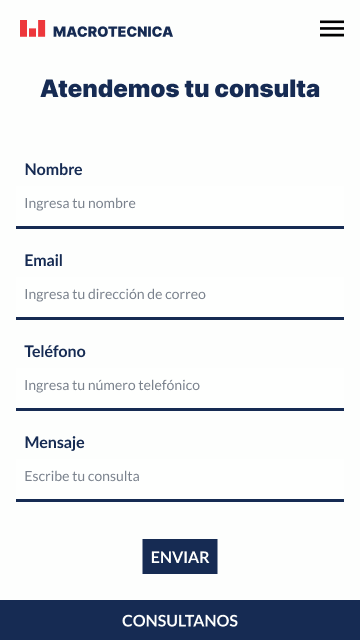 MACROTECNICA
Atendemos tu consulta
Nombre
Ingresa tu nombre
Email
Ingresa tu dirección de correo
Teléfono
Ingresa tu número telefónico
Mensaje
Escribe tu consulta
ENVIAR
CONSULTANOS